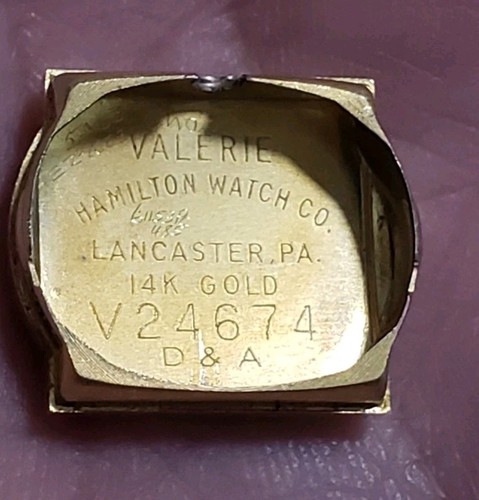 VALERIE
HAMILTON WATCH CO.
LANCASTER, PA.
14K GOLD
V24674
D & A